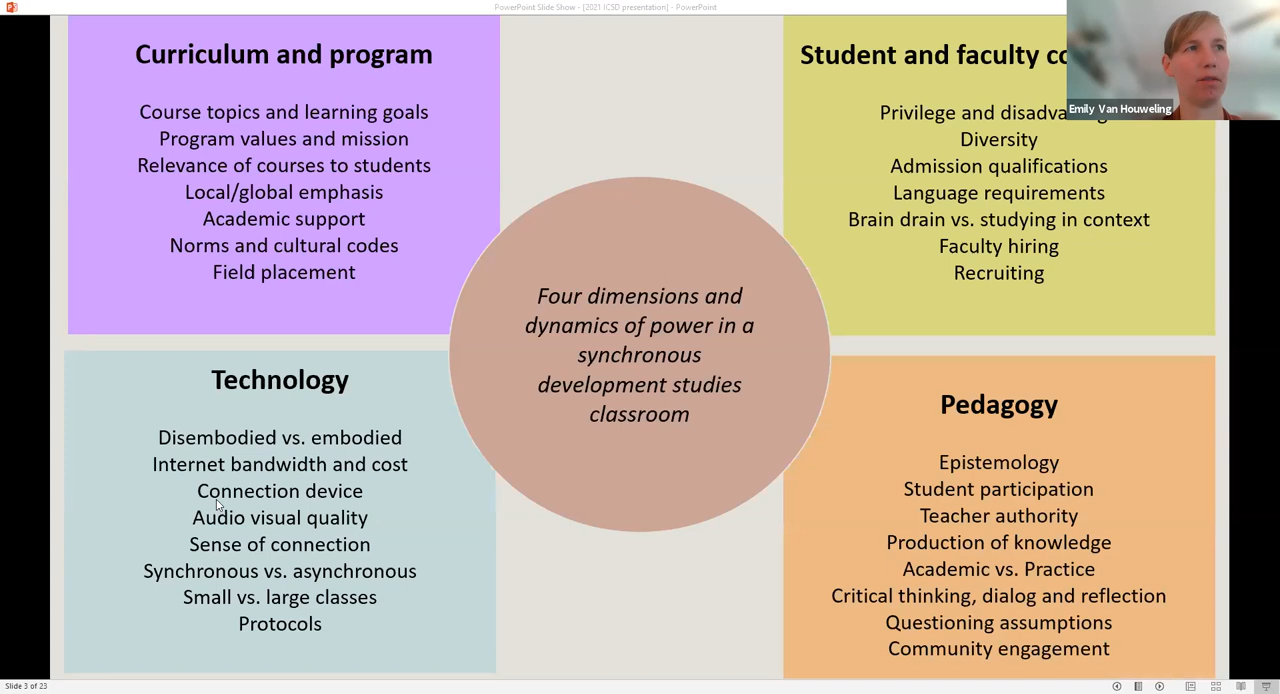 PowerPoint Slide Show - [2021 ICSD presentation] - PowerPoint
Curriculum and program
Course topics and learning goals
Program values and mission
Relevance of courses to students
Local/global emphasis
Academic support
Norms and cultural codes
Field placement
Student and faculty
Privilege and
Diversity
Admission qualifications
Language requirements
Brain drain vs. studying in context
Faculty hiring
Recruiting
Emily Van Houweling
Four dimensions and
dynamics of power in a
synchronous
development studies
classroom
Technology
Disembodied vs. embodied
Internet bandwidth and cost
Connection device
Audio visual quality
Sense of connection
Synchronous vs. asynchronous
Small vs. large classes
Protocols
Pedagogy
Epistemology
Student participation
Teacher authority
Production of knowledge
Academic vs. Practice
Critical thinking, dialog and reflection
Questioning assumptions
Community engagement
Slide 3 of 23